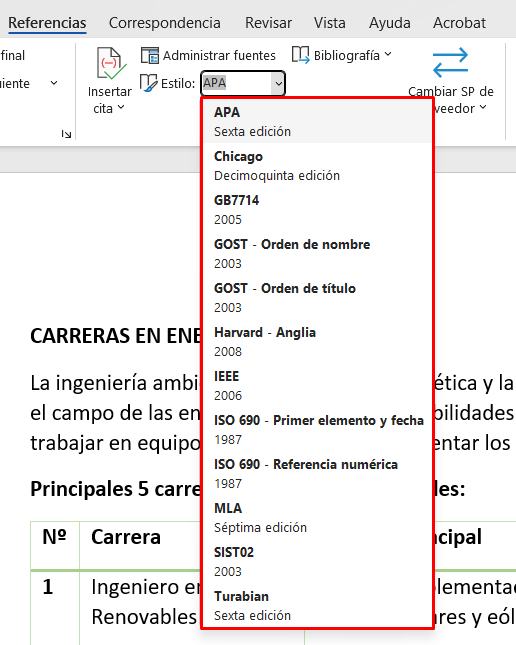 Referencias Correspondencia Revisar Vista Ayuda Acrobat
final
iente
Insertar
cita
Administrar fuentes
Estilo: APA
Bibliografía
Cambiar SP de
veedor
APA
Sexta edición
Chicago
Decimoquinta edición
GB7714
2005
GOST - Orden de nombre
2003
GOST - Orden de título
2003
Harvard - Anglia
2008
IEEE
2006
ISO 690 - Primer elemento y fecha
1987
ISO 690 - Referencia numérica
1987
MLA
Séptima edición
SIST02
2003
Turabian
Sexta edición
CARRERAS EN ENE
La ingeniería ambi ética y la
el campo de las en bilidades
trabajar en equipo entar los
Principales 5 carre les:
Nº Carrera cipal
1 Ingeniero en plementac
Renovables ares y eól